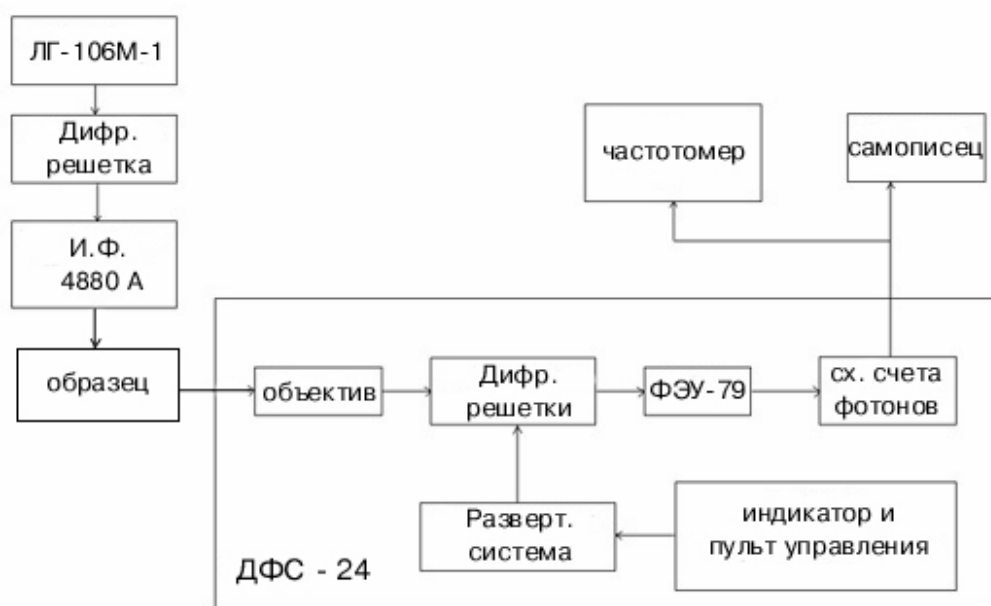 ЛГ-106М-1
Дифр.
решетка
И.Ф.
4880 А
образец
частотомер
самописец
объектив
Дифр.
решетки
ФЭУ-79
сх. счета
фотонов
Разверт.
система
индикатор и
пульт управления
ДФС - 24